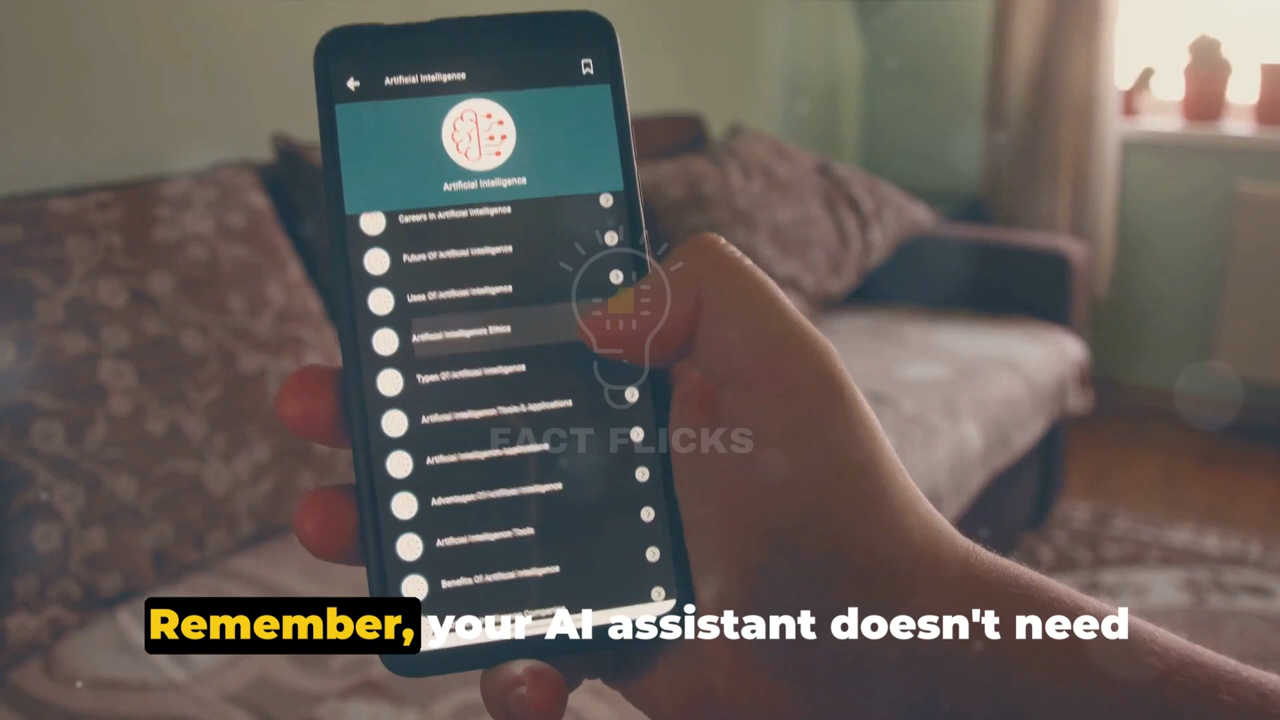 Artificial Intelligence
Artificial Intelligence
Careers in Artificial Intelligence
Future Of Artificial Intelligence
Uses Of Artificial Intelligence
Artificial Intelligence Ethics
Types Of Artificial Intelligence
Artificial Intelligence Tools & Applications
Artificial Intelligence
Advantages Of Artificial Intelligence
Artificial Intelligence Tools
Benefits Of Artificial Intelligence
FACT FLICKS
Remember, your AI assistant doesn't need